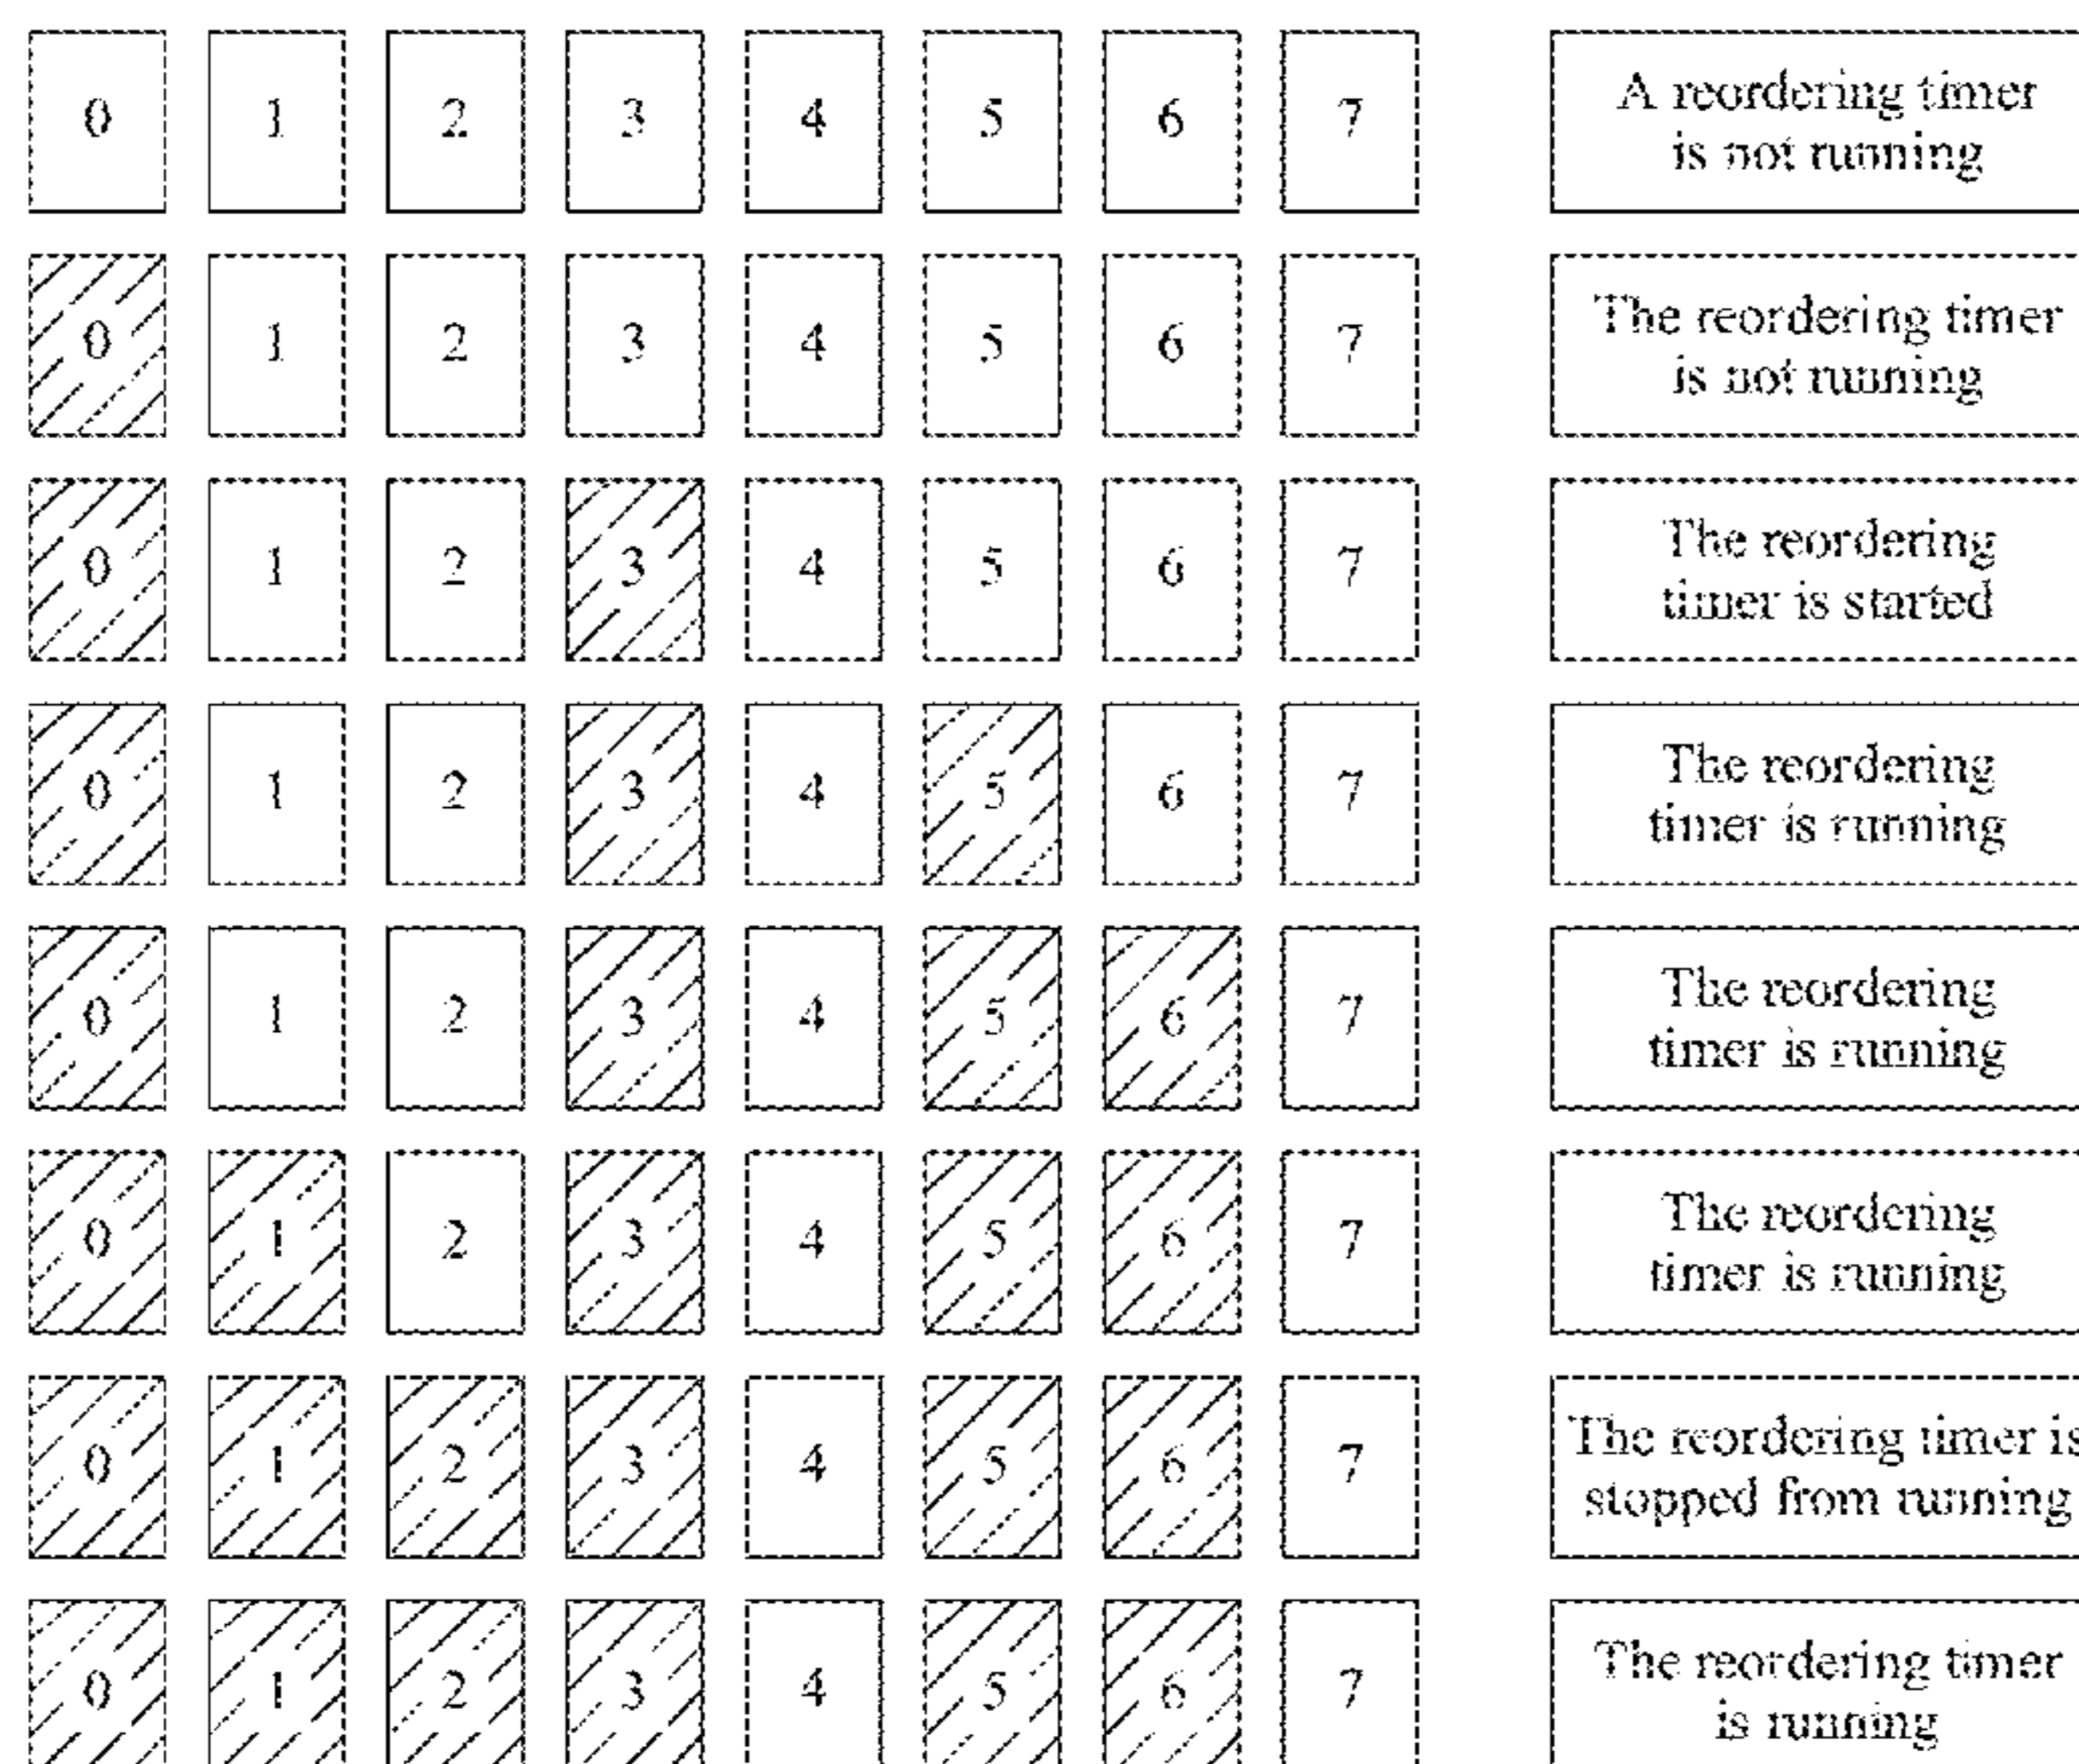 0 1 2 3 4 5 6 7 A reordering timer
is not running
0 1 2 3 4 5 6 7 The reordering timer
is not running
0 1 2 3 4 5 6 7 The reordering
timer is started
0 1 2 3 4 5 6 7 The reordering
timer is running
0 1 2 3 4 5 6 7 The reordering
timer is running
0 1 2 3 4 5 6 7 The reordering
timer is running
0 1 2 3 4 5 6 7 The reordering timer is
stopped from running
0 1 2 3 4 5 6 7 The reordering timer
is running